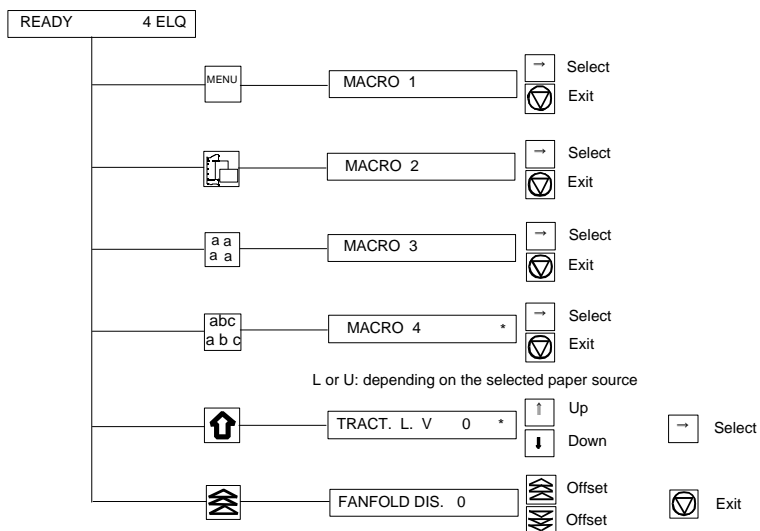 READY 4 ELQ
MENU MACRO 1 → Select
Exit
MACRO 2 → Select
Exit
a a
a a
MACRO 3 → Select
Exit
abc
a b c
MACRO 4 * → Select
Exit
L or U: depending on the selected paper source
TRACT. L. V 0 * ↑ Up
⬇ Down
→ Select
FANFOLD DIS. 0 Offset
Offset
Exit